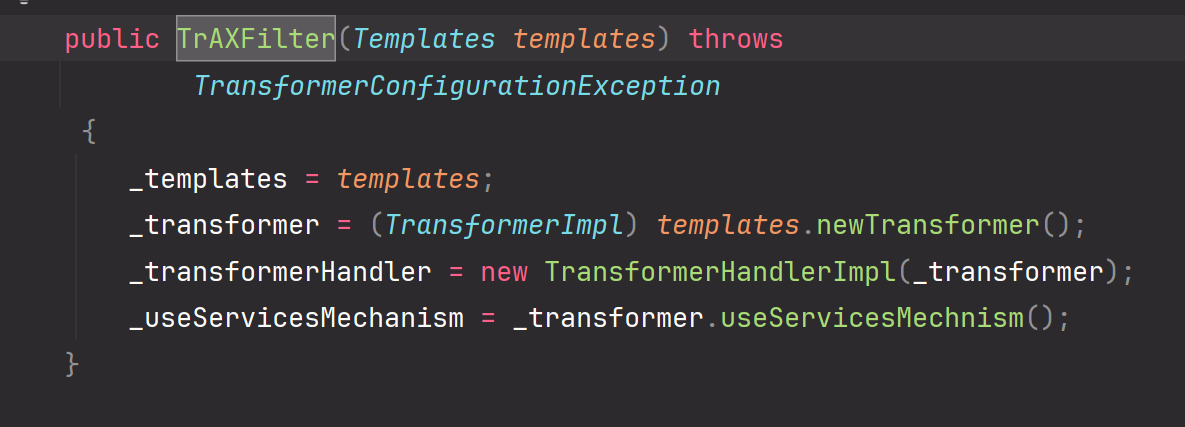 public TrAXFilter(Templates templates) throws
TransformerConfigurationException
{
_templates = templates;
_transformer = (TransformerImpl) templates.newTransformer();
_transformerHandler = new TransformerHandlerImpl(_transformer);
_useServicesMechanism = _transformer.useServicesMechnism();
}